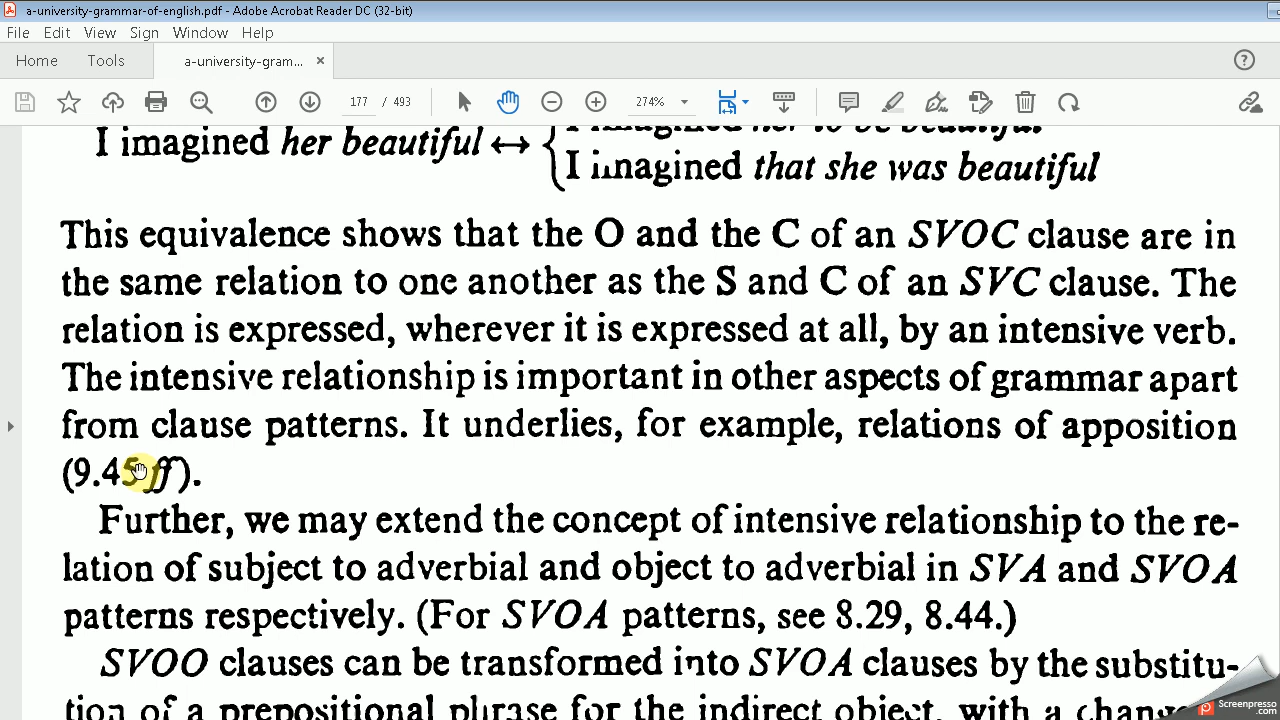 a-university-grammar-of-english.pdf - Adobe Acrobat Reader DC (32-bit)
File Edit View Sign Window Help
Home Tools a-university-gram... ×
177 / 493 274%
I imagined her to be beautiful
I imagined her beautiful ↔
I imagined that she was beautiful
This equivalence shows that the O and the C of an SVOC clause are in
the same relation to one another as the S and C of an SVC clause. The
relation is expressed, wherever it is expressed at all, by an intensive verb.
The intensive relationship is important in other aspects of grammar apart
from clause patterns. It underlies, for example, relations of apposition
(9.45 ff).
Further, we may extend the concept of intensive relationship to the re-
lation of subject to adverbial and object to adverbial in SVA and SVOA
patterns respectively. (For SVOA patterns, see 8.29, 8.44.)
SVOO clauses can be transformed into SVOA clauses by the substitu-
tion of a prepositional phrase for the indirect object, with a change
Screenpresso
.com